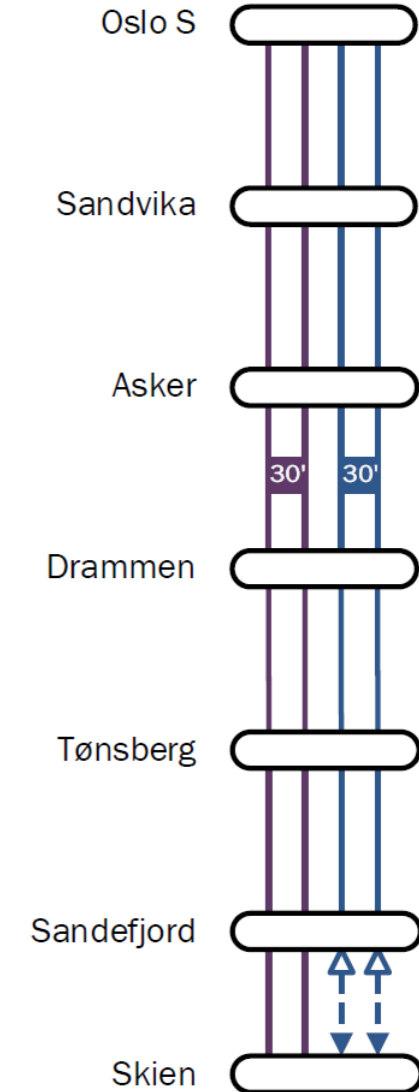 Oslo S
Sandvika
Asker
30' 30'
Drammen
Tønsberg
Sandefjord
Skien